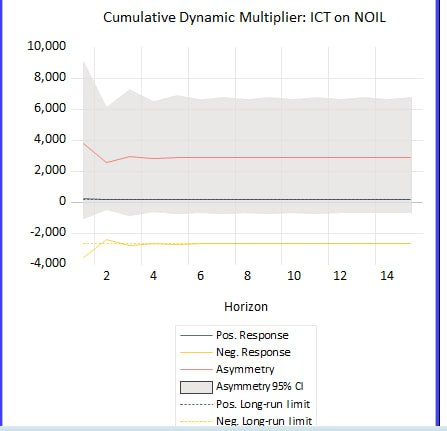 Cumulative Dynamic Multiplier: ICT on NOIL
10,000
8,000
6,000
4,000
2,000
0
-2,000
-4,000
2 4 6 8 10 12 14
Horizon
Pos. Response
Neg. Response
Asymmetry
Asymmetry 95% CI
Pos. Long-run limit
Neg. Long-run limit